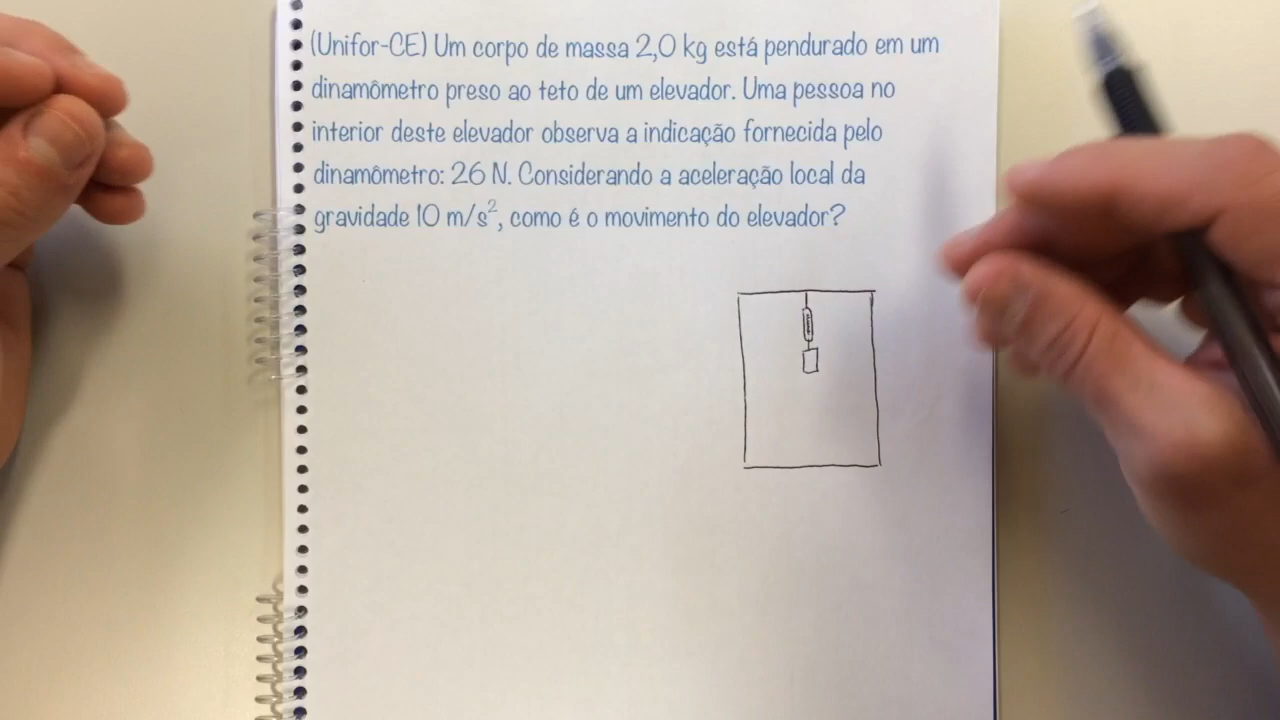 (Unifor-CE) Um corpo de massa 2,0 kg está pendurado em um
dinamômetro preso ao teto de um elevador. Uma pessoa no
interior deste elevador observa a indicação fornecida pelo
dinamômetro: 26 N. Considerando a aceleração local da
gravidade 10 m/s², como é o movimento do elevador?